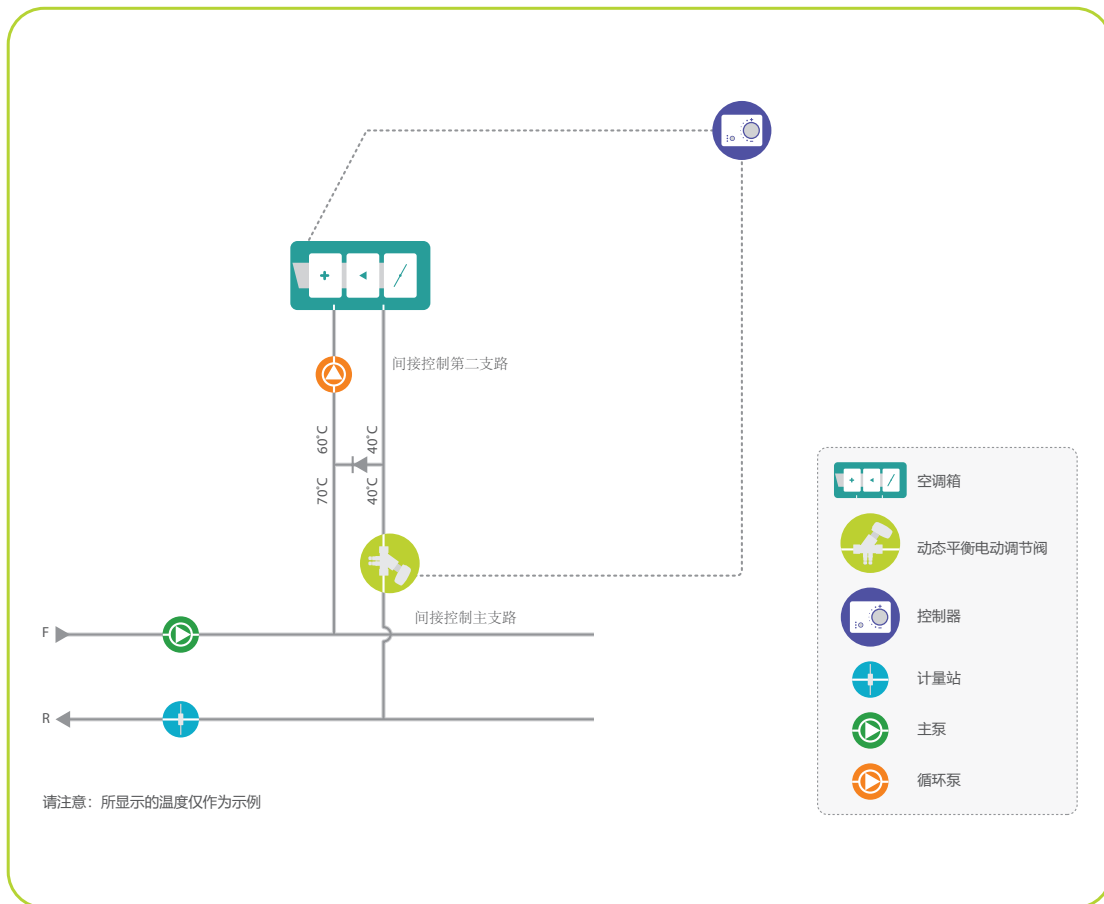 间接控制第二支路
60°C
40°C
70°C
40°C
间接控制主支路
F
R
请注意：所显示的温度仅作为示例
空调箱
动态平衡电动调节阀
控制器
计量站
主泵
循环泵